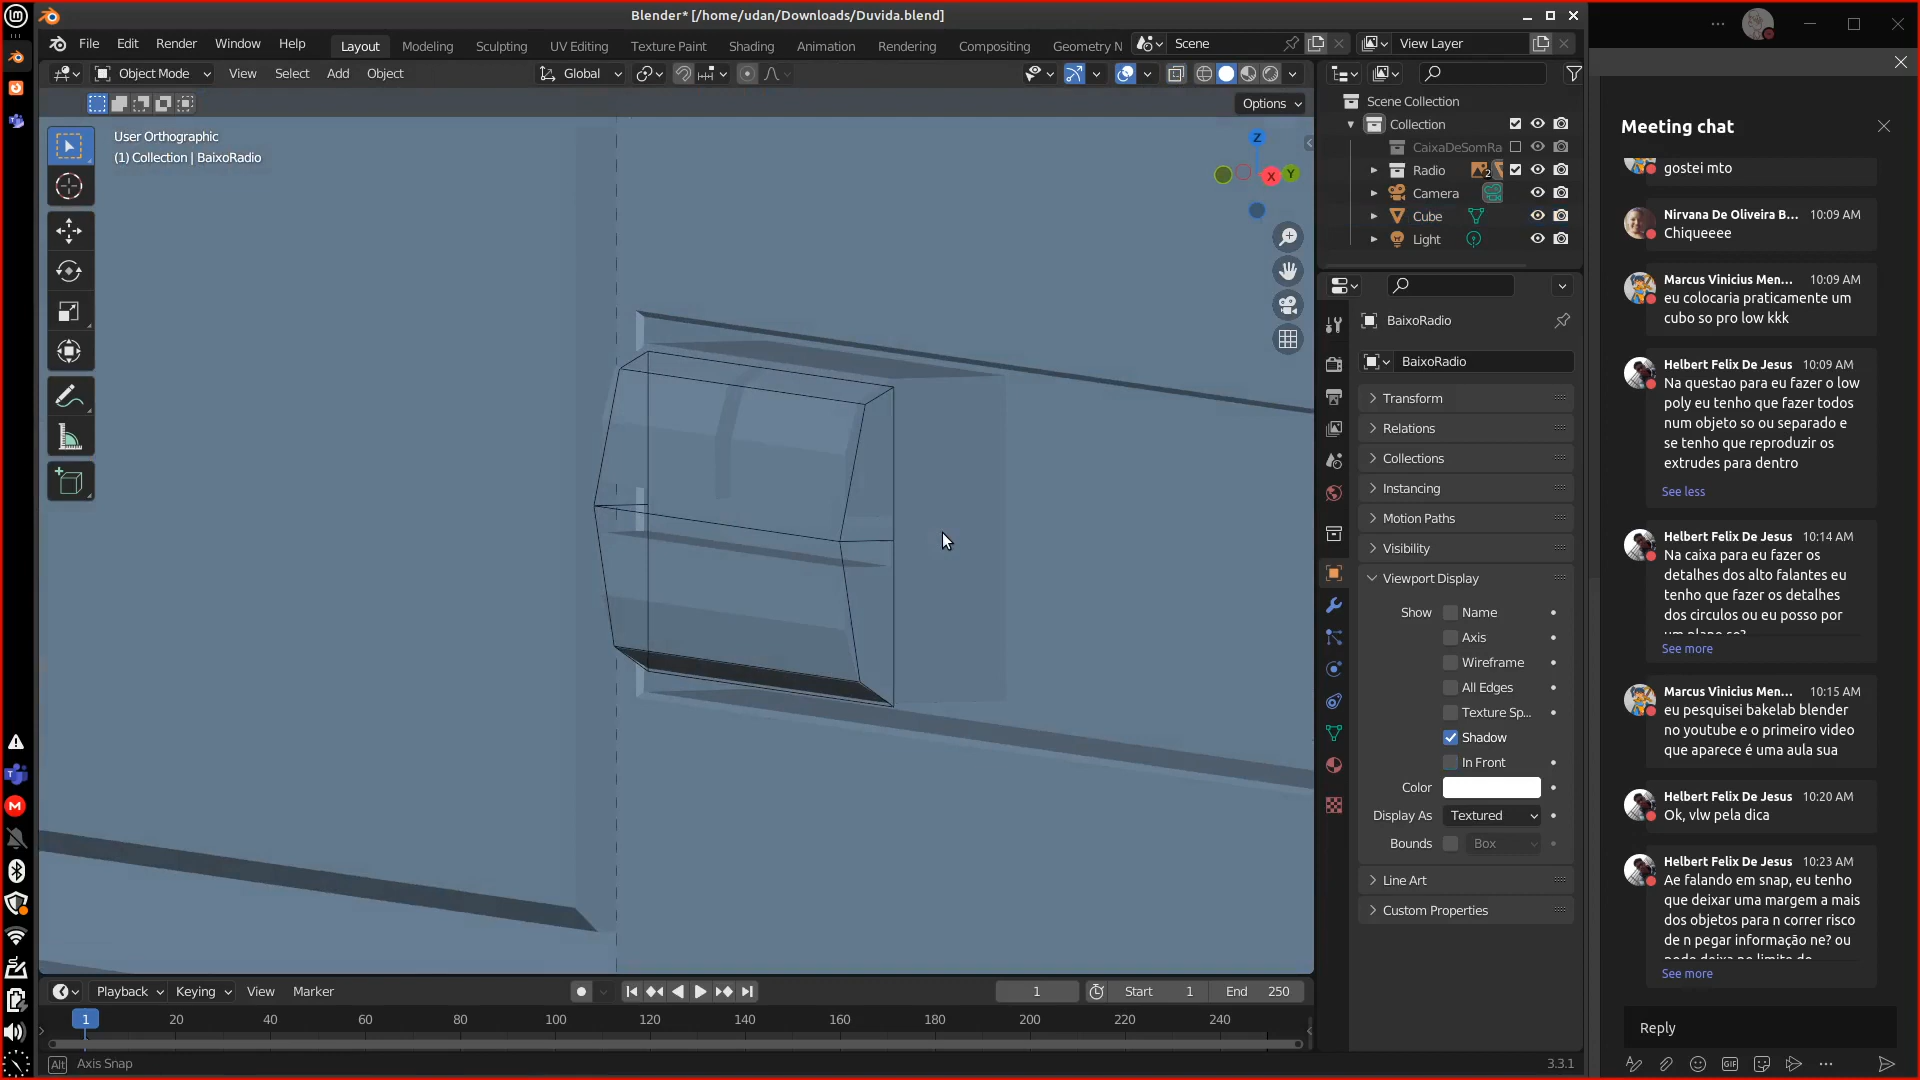 Blender* [/home/udan/Downloads/Duvida.blend]
File Edit Render Window Help Layout Modeling Sculpting UV Editing Texture Paint Shading Animation Rendering Compositing Geometry N
Scene
View Layer
Object Mode View Select Add Object Global
Options
User Orthographic
(1) Collection | BaixoRadio
Z
X
Y
Scene Collection
Collection
CaixaDeSomRa
Radio
2
Camera
Cube
Light
BaixoRadio
BaixoRadio
Transform
Relations
Collections
Instancing
Motion Paths
Visibility
Viewport Display
Show Name
Axis
Wireframe
All Edges
Texture Sp...
Shadow
In Front
Color
Display As Textured
Bounds Box
Line Art
Custom Properties
Playback Keying View Marker
1 Start 1 End 250
1 20 40 60 80 100 120 140 160 180 200 220 240
Alt Axis Snap
3.3.1
Meeting chat
gostei mto
Nirvana De Oliveira B... 10:09 AM
Chiqueeee
Marcus Vinicius Men... 10:09 AM
eu colocaria praticamente um
cubo so pro low kkk
Helbert Felix De Jesus 10:09 AM
Na questao para eu fazer o low
poly eu tenho que fazer todos
num objeto so ou separado e
se tenho que reproduzir os
extrudes para dentro
See less
Helbert Felix De Jesus 10:14 AM
Na caixa para eu fazer os
detalhes dos alto falantes eu
tenho que fazer os detalhes
dos circulos ou eu posso por
um plano so?
See more
Marcus Vinicius Men... 10:15 AM
eu pesquisei bakelab blender
no youtube e o primeiro video
que aparece é uma aula sua
Helbert Felix De Jesus 10:20 AM
Ok, vlw pela dica
Helbert Felix De Jesus 10:23 AM
Ae falando em snap, eu tenho
que deixar uma margem a mais
dos objetos para n correr risco
de n pegar informação ne? ou
See more
Reply
GIF